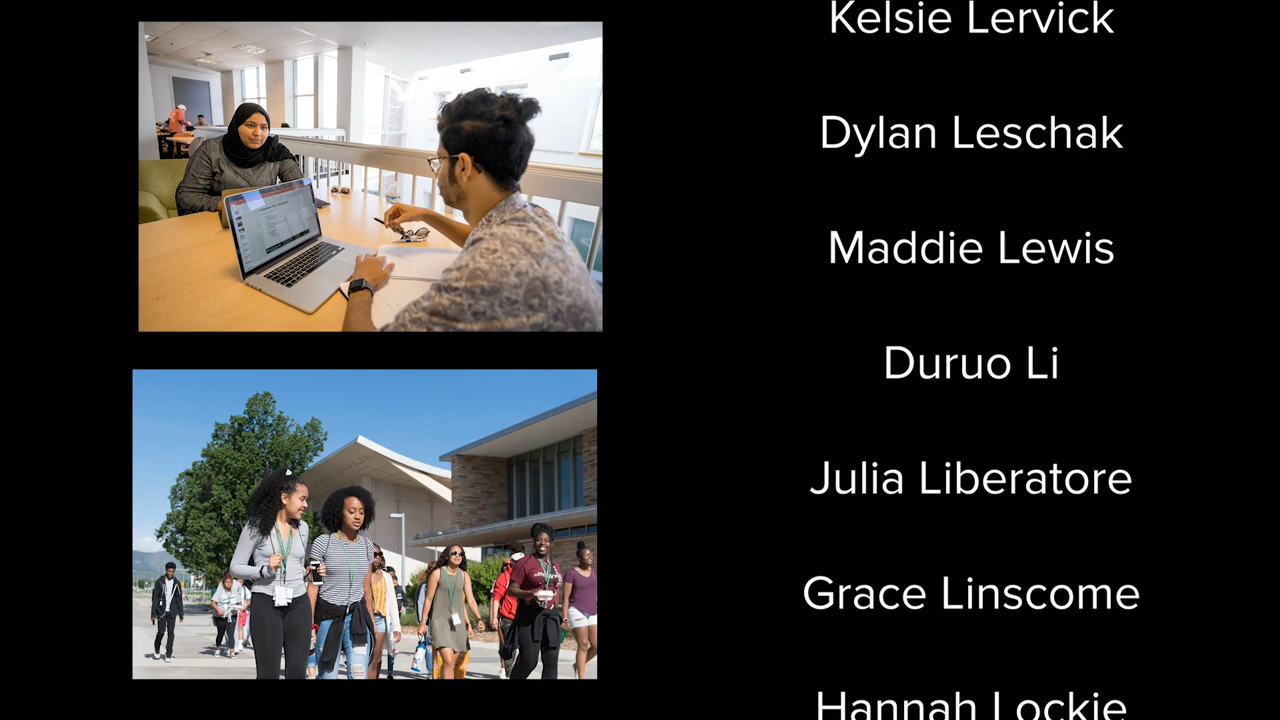 Kelsie Lervick
Dylan Leschak
Maddie Lewis
Duruo Li
Julia Liberatore
Grace Linscome
Hannah Lockie